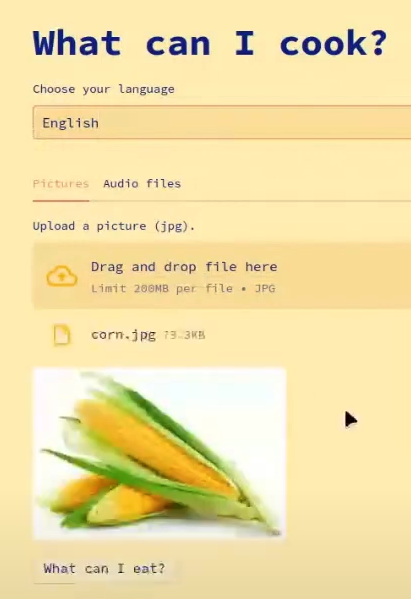 What can I cook?
Choose your language
English
Pictures Audio files
Upload a picture (jpg).
Drag and drop file here
Limit 200MB per file • JPG
corn.jpg 79.3KB
What can I eat?